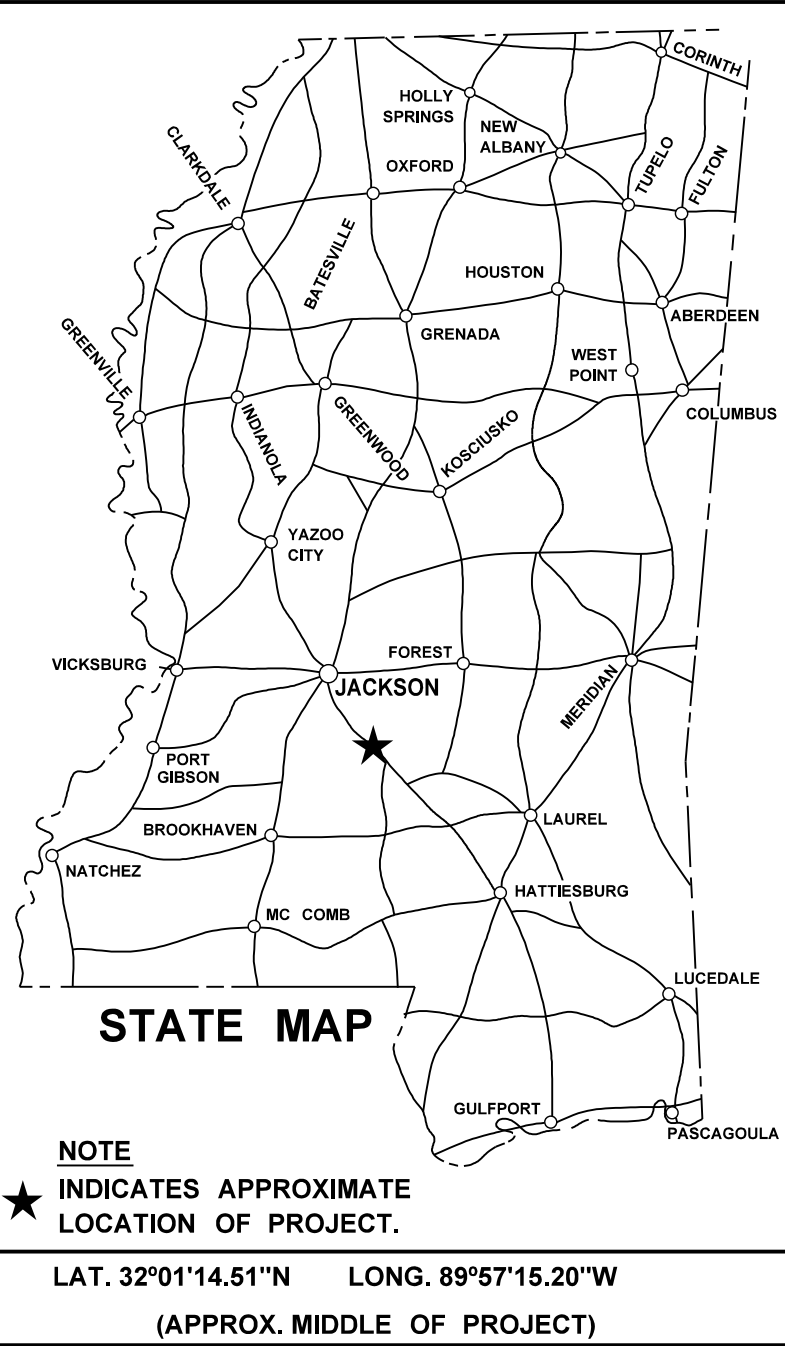 CORINTH
HOLLY
SPRINGS
NEW
ALBANY
CLARKDALE
OXFORD
TUPELO
FULTON
BATESVILLE
HOUSTON
ABERDEEN
GREENVILLE
GRENADA
WEST
POINT
COLUMBUS
INDIANOLA
GREENWOOD
KOSCIUSKO
YAZOO
CITY
VICKSBURG
FOREST
JACKSON
MERIDIAN
PORT
GIBSON
BROOKHAVEN
LAUREL
NATCHEZ
HATTIESBURG
MC COMB
LUCEDALE
STATE MAP
GULFPORT
PASCAGOULA
NOTE
INDICATES APPROXIMATE
LOCATION OF PROJECT.
LAT. 32º01'14.51"N LONG. 89º57'15.20"W
(APPROX. MIDDLE OF PROJECT)